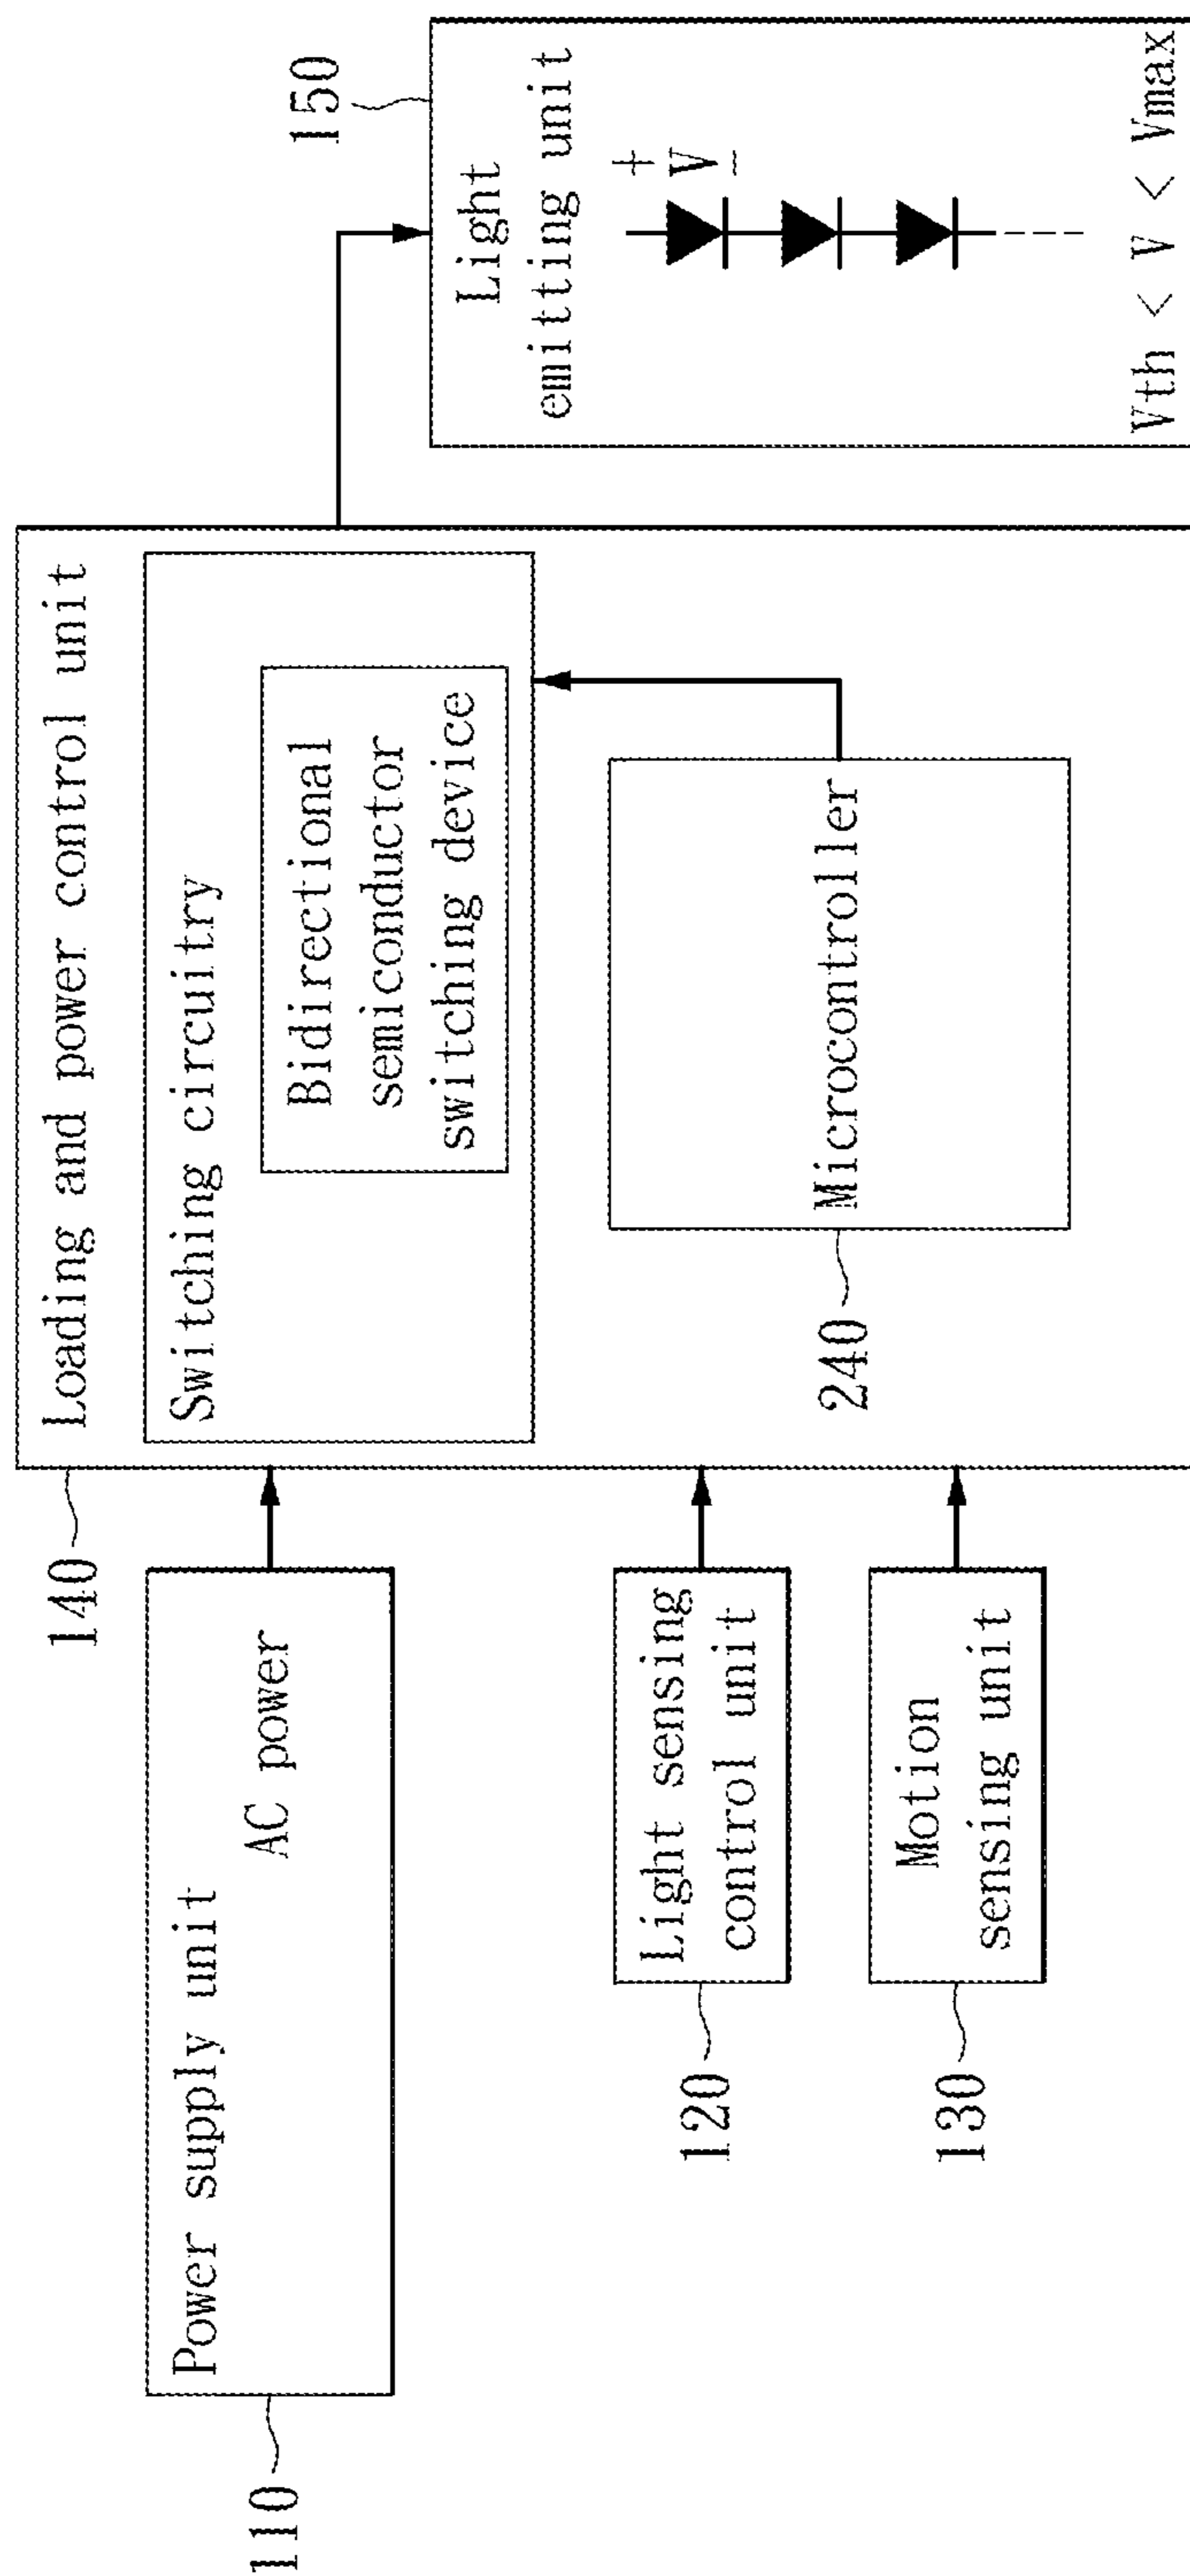 110
Power supply unit
AC power
120
Light sensing
control unit
130
Motion
sensing unit
140
Loading and power control unit
Switching circuitry
Bidirectional
semiconductor
switching device
240
Microcontroller
150
Light
emitting unit
+
V
−
Vth < V < Vmax